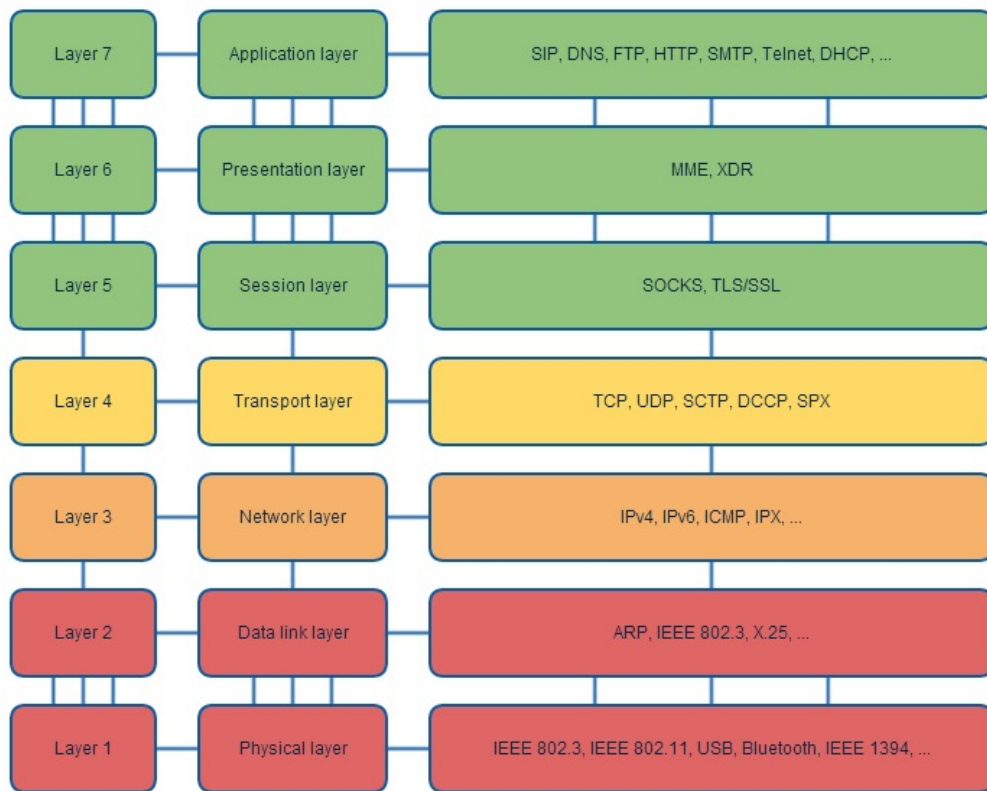 Layer 7
Application layer
SIP, DNS, FTP, HTTP, SMTP, Telnet, DHCP, ...
Layer 6
Presentation layer
MME, XDR
Layer 5
Session layer
SOCKS, TLS/SSL
Layer 4
Transport layer
TCP, UDP, SCTP, DCCP, SPX
Layer 3
Network layer
IPv4, IPv6, ICMP, IPX, ...
Layer 2
Data link layer
ARP, IEEE 802.3, X.25, ...
Layer 1
Physical layer
IEEE 802.3, IEEE 802.11, USB, Bluetooth, IEEE 1394, ...